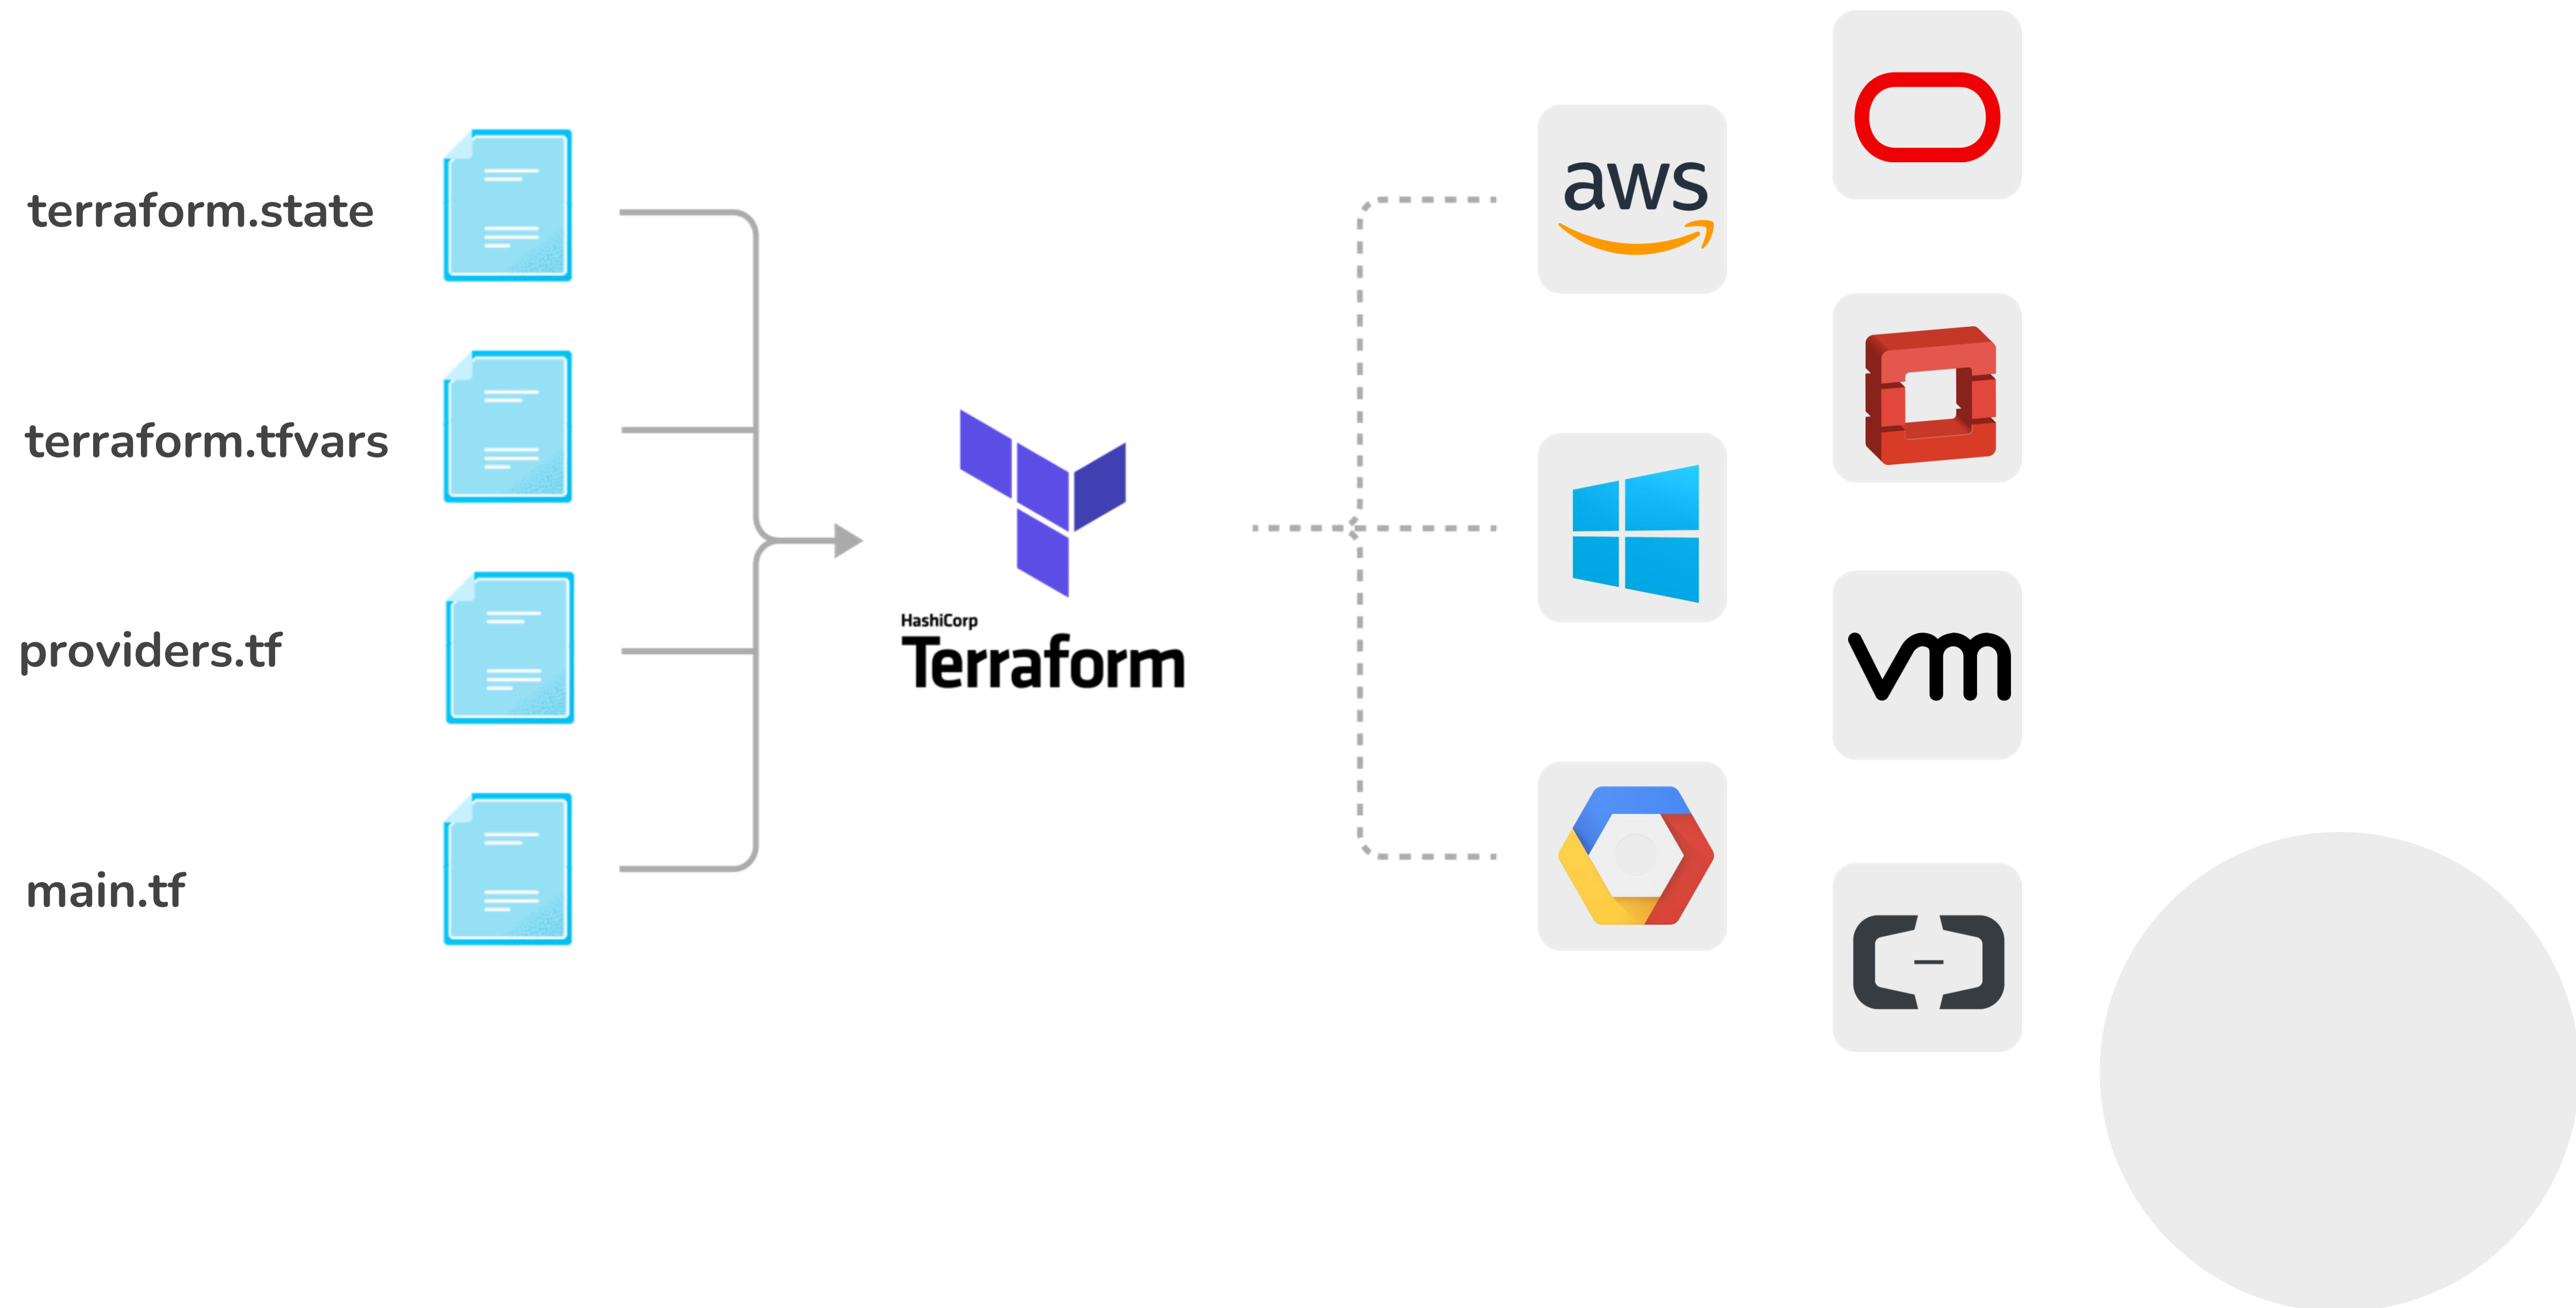 terraform.state
terraform.tfvars
providers.tf
main.tf
HashiCorp
Terraform
aws
vm